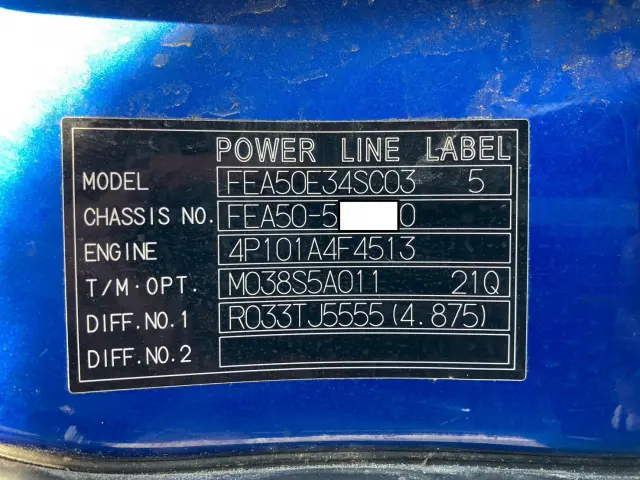 POWER LINE LABEL
MODEL FEA50E34SC03 5
CHASSIS NO. FEA50-5 0
ENGINE 4P101A4F4513
T/M·OPT. M038S5A011 21Q
DIFF.NO.1 R033TJ5555(4.875)
DIFF.NO.2